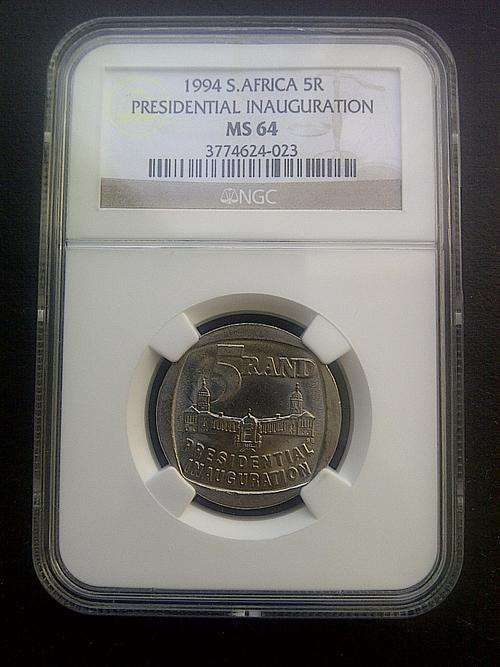 1994 S.AFRICA 5R
PRESIDENTIAL INAUGURATION
MS 64
3774624-023
NGC
5 RAND
PRESIDENTIAL
INAUGURATION